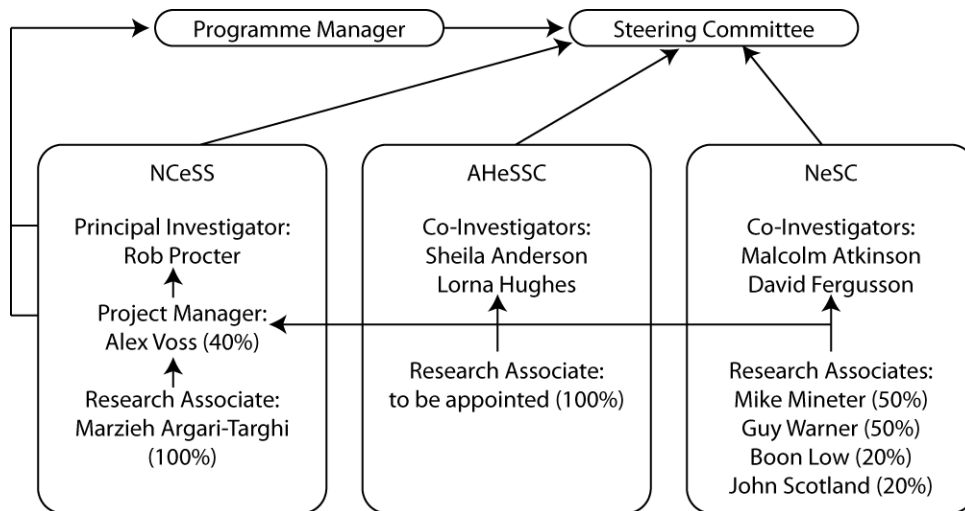 Programme Manager
Steering Committee
NCeSS
Principal Investigator:
Rob Procter
Project Manager:
Alex Voss (40%)
Research Associate:
Marzieh Argari-Targhi
(100%)
AHeSSC
Co-Investigators:
Sheila Anderson
Lorna Hughes
Research Associate:
to be appointed (100%)
NeSC
Co-Investigators:
Malcolm Atkinson
David Fergusson
Research Associates:
Mike Mineter (50%)
Guy Warner (50%)
Boon Low (20%)
John Scotland (20%)